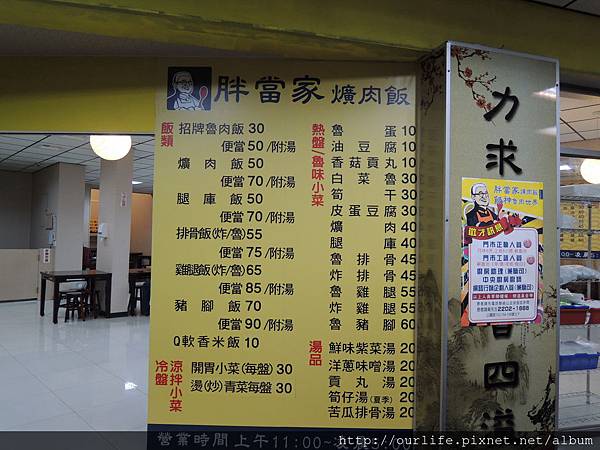 胖當家 爌肉飯
飯類
招牌魯肉飯 30
便當 50/附湯
爌肉飯 50
便當 70/附湯
腿庫飯 50
便當 70/附湯
排骨飯(炸/魯) 55
便當 75/附湯
雞腿飯(炸/魯) 65
便當 85/附湯
豬腳飯 70
便當 90/附湯
Q軟香米飯 10
冷盤
涼拌小菜
開胃小菜(每盤) 30
燙(炒)青菜每盤 30
熱盤/魯味小菜
魯蛋 10
油豆腐 10
香菇貢丸 10
白菜魯 30
筍干 30
皮蛋豆腐 30
爌肉 40
腿庫 40
魯排骨 45
炸排骨 45
魯雞腿 55
炸雞腿 55
魯豬腳 60
湯品
鮮味紫菜湯 20
洋蔥味噌湯 20
貢丸湯 20
筍仔湯(夏季) 20
苦瓜排骨湯 20
營業時間 上午11:00~凌晨3:00
力求
四溢
胖當家爌肉飯
徵才訊息
門市正職人員
門市工讀人員
2202-1688
http://ourlife.pixnet.net/album